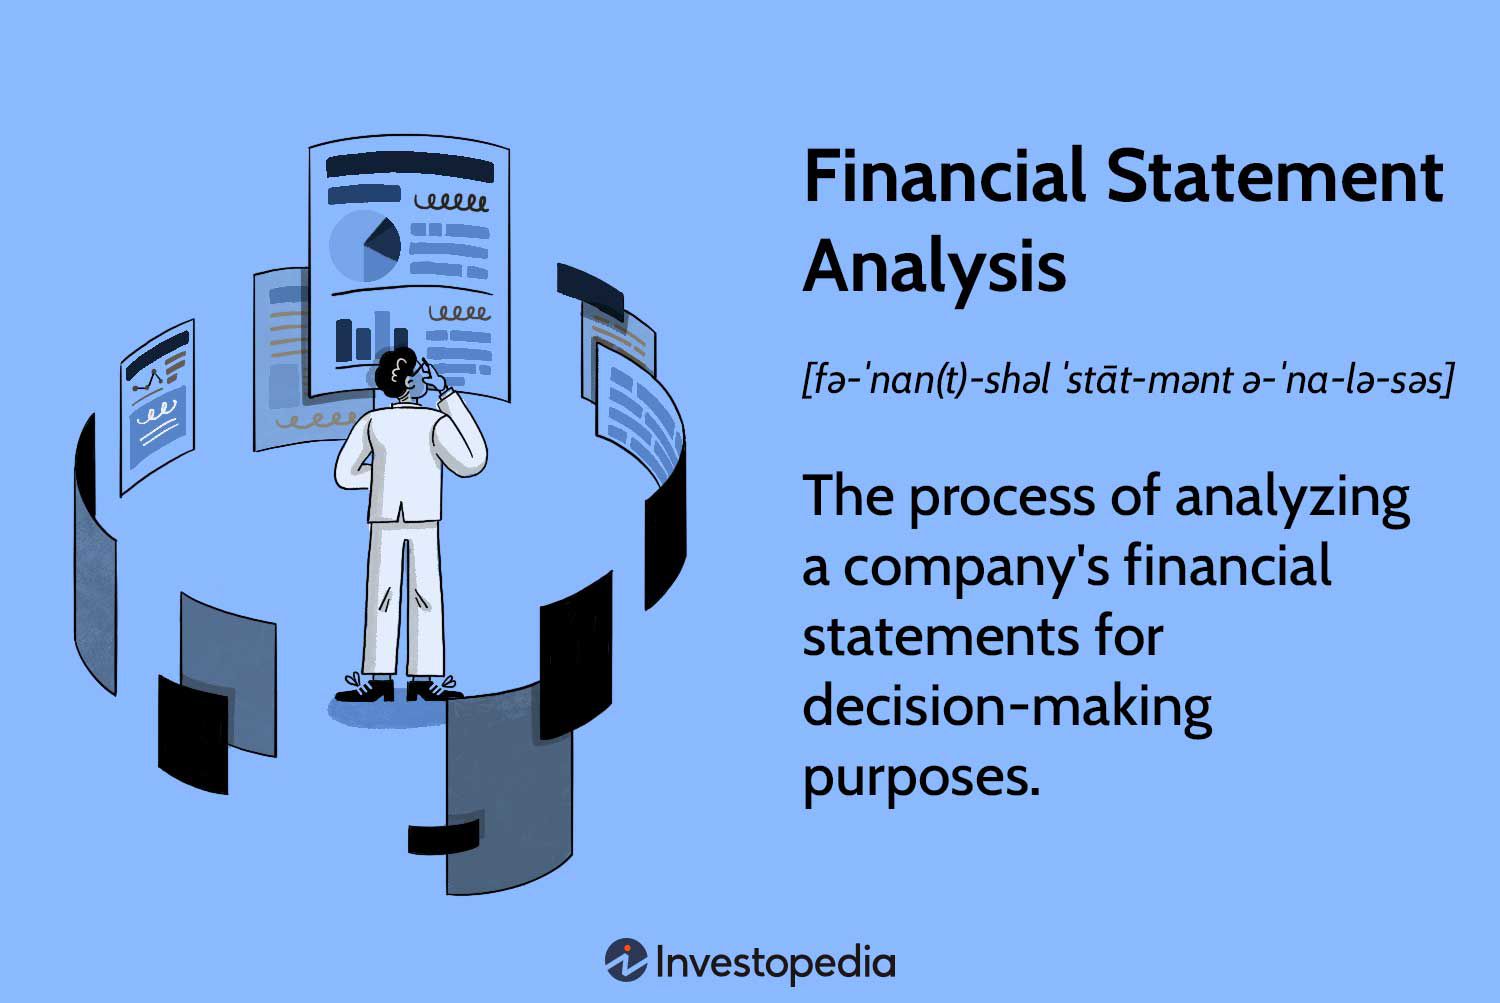 Financial Statement
Analysis
[fə-ˈnan(t)-shəl ˈstāt-mənt ə-ˈna-lə-səs]
The process of analyzing
a company's financial
statements for
decision-making
purposes.
Investopedia